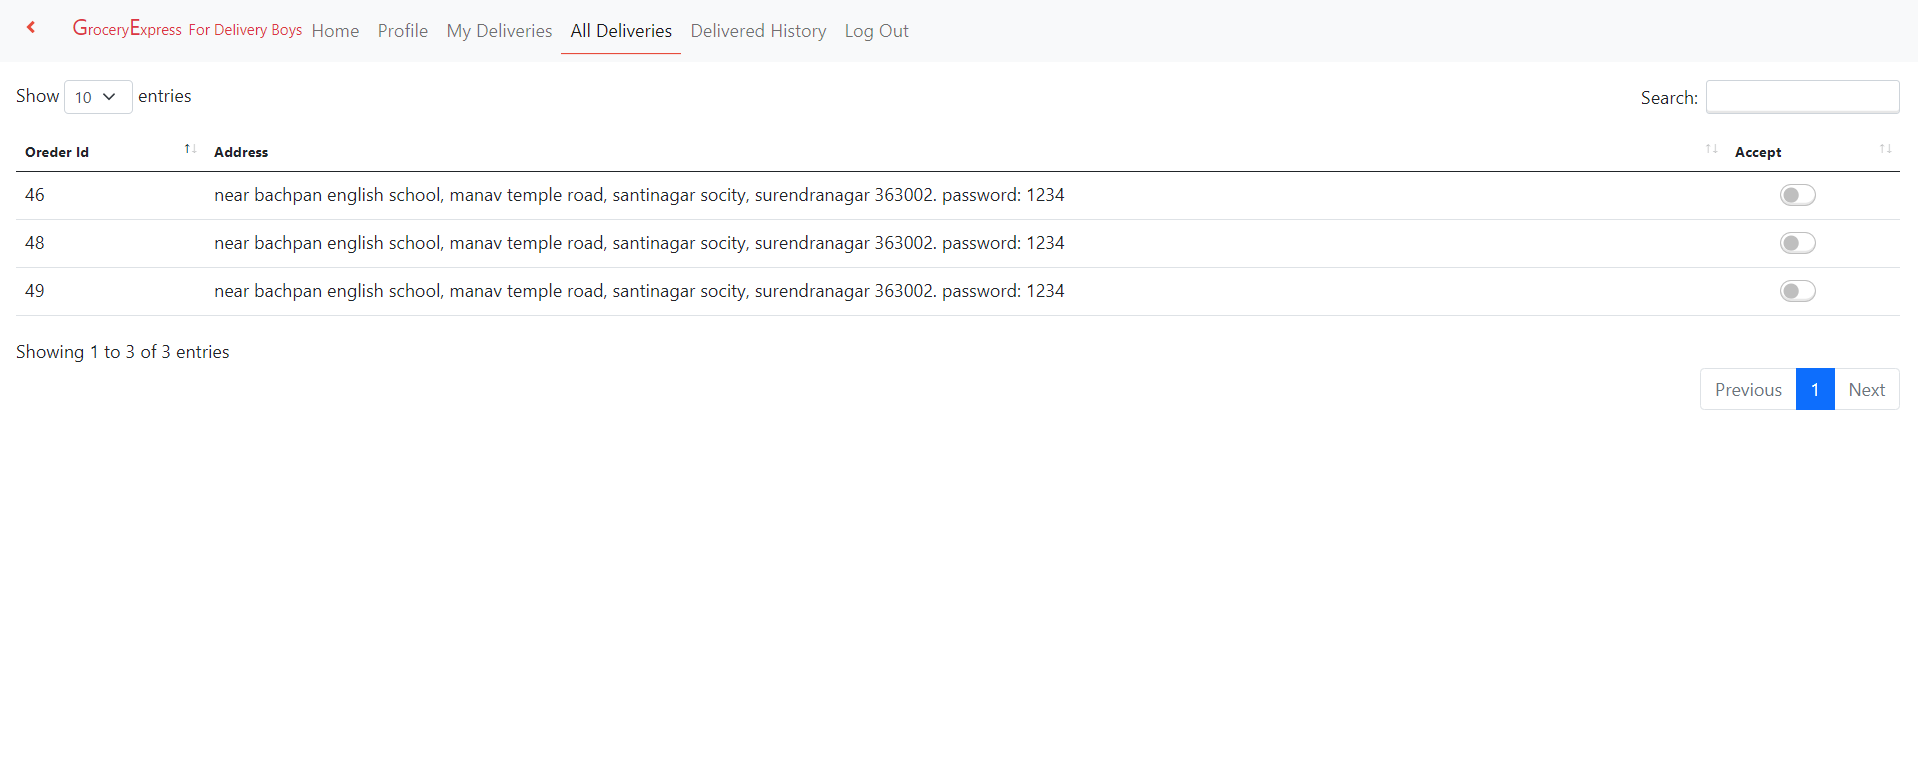 GroceryExpress For Delivery Boys Home Profile My Deliveries All Deliveries Delivered History Log Out
Show 10 entries Search:
Oreder Id Address Accept
46 near bachpan english school, manav temple road, santinagar socity, surendranagar 363002. password: 1234
48 near bachpan english school, manav temple road, santinagar socity, surendranagar 363002. password: 1234
49 near bachpan english school, manav temple road, santinagar socity, surendranagar 363002. password: 1234
Showing 1 to 3 of 3 entries
Previous 1 Next